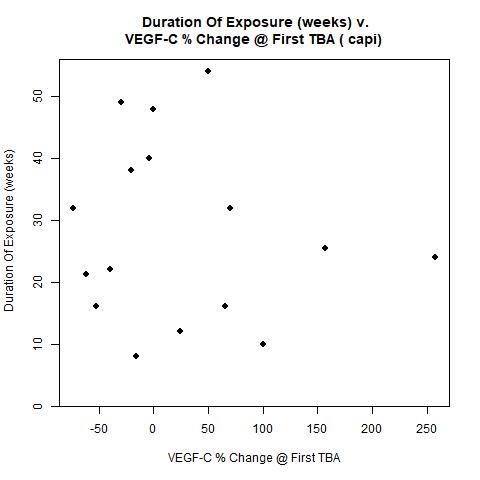 Duration Of Exposure (weeks) v.
VEGF-C % Change @ First TBA ( capi)
Duration Of Exposure (weeks)
50
40
30
20
10
0
-50 0 50 100 150 200 250
VEGF-C % Change @ First TBA